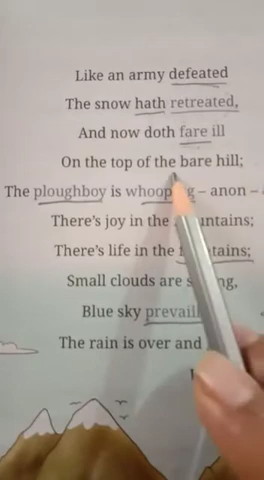 Like an army defeated
The snow hath retreated,
And now doth fare ill
On the top of the bare hill;
The ploughboy is whooping – anon –
There's joy in the mountains;
There's life in the fountains;
Small clouds are sailing,
Blue sky prevail
The rain is over and